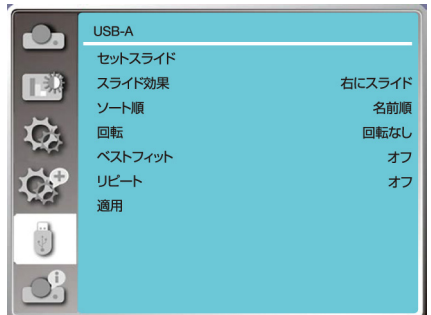 USB-A
セットスライド
スライド効果 右にスライド
ソート順 名前順
回転 回転なし
ベストフィット オフ
リピート オフ
適用